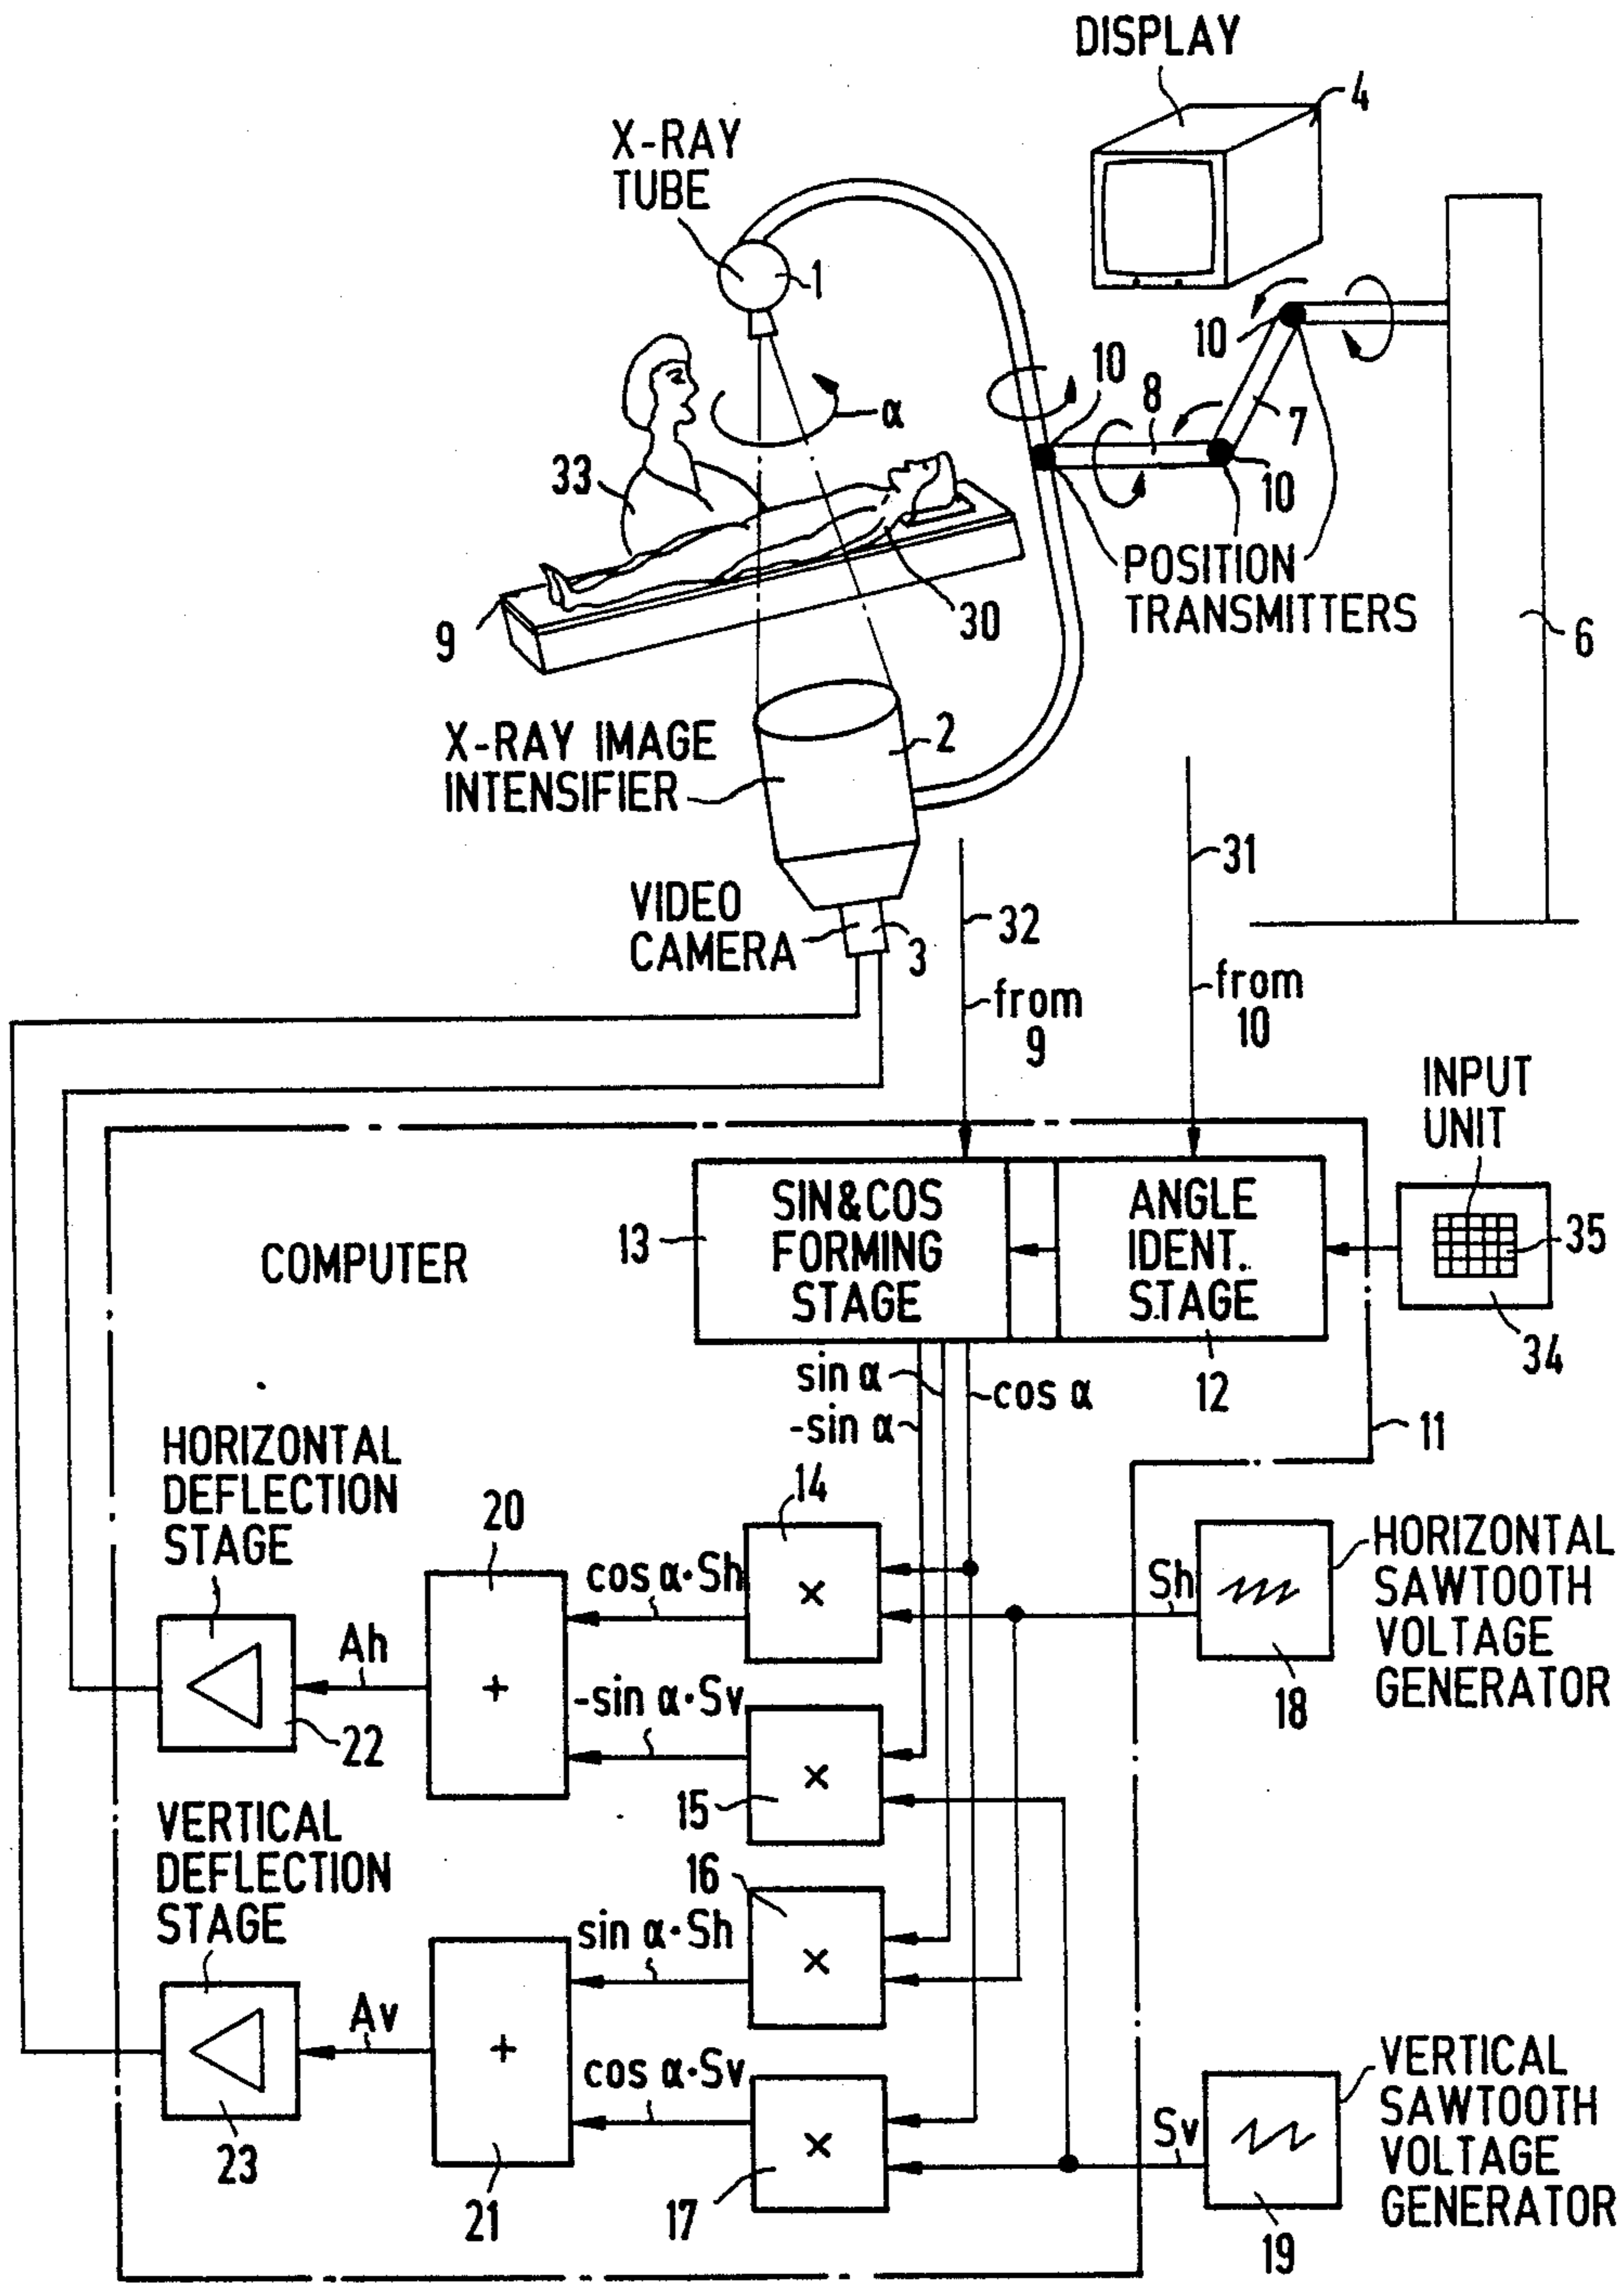 DISPLAY
4
X-RAY
TUBE
1
10
10
8
7
α
10
33
POSITION
TRANSMITTERS
30
9
6
X-RAY IMAGE
INTENSIFIER
2
31
VIDEO
CAMERA
3
32
from
9
from
10
INPUT
UNIT
COMPUTER
13
SIN&COS
FORMING
STAGE
ANGLE
IDENT.
STAGE
35
34
12
sin α
cos α
-sin α
11
HORIZONTAL
DEFLECTION
STAGE
20
14
cos α·Sh
×
Sh
HORIZONTAL
SAWTOOTH
VOLTAGE
GENERATOR
18
Ah
+
22
-sin α·Sv
×
15
VERTICAL
DEFLECTION
STAGE
16
sin α·Sh
×
Av
+
23
21
cos α·Sv
×
17
Sv
VERTICAL
SAWTOOTH
VOLTAGE
GENERATOR
19